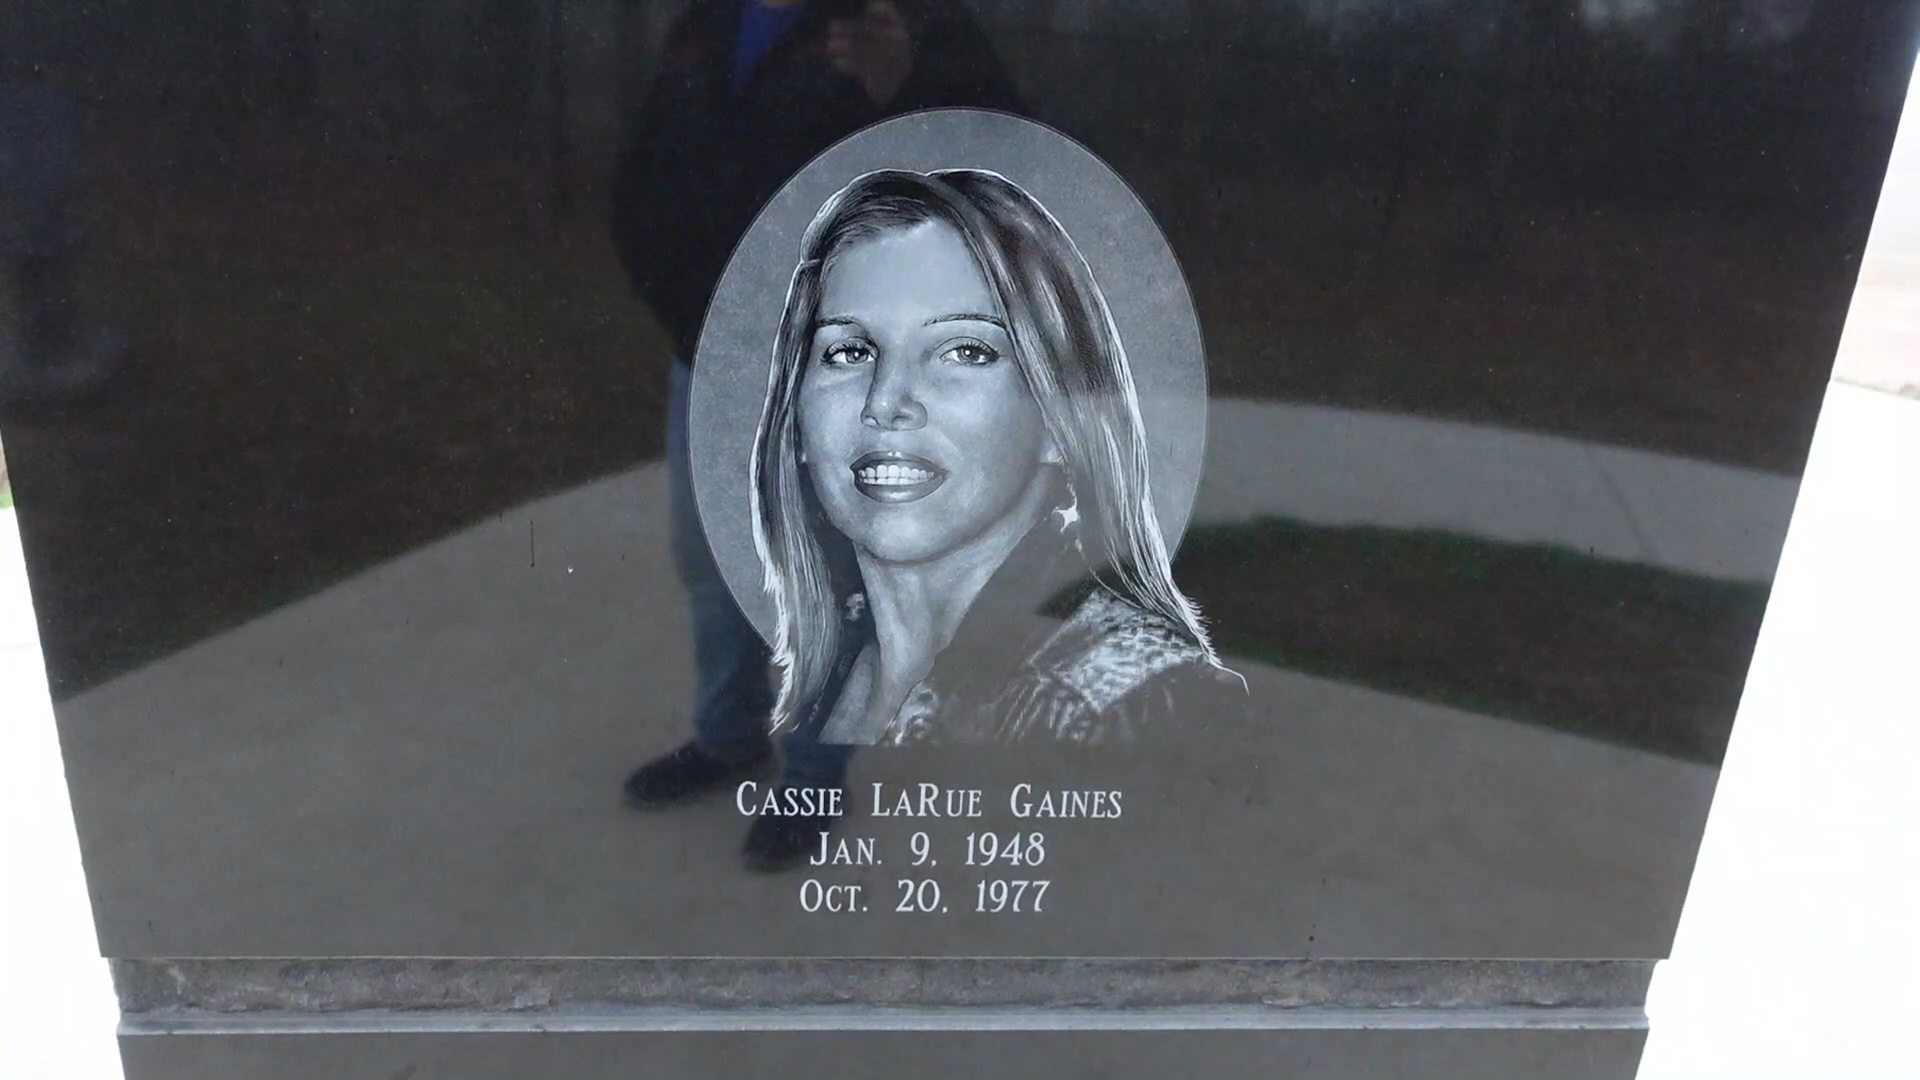 Cassie LaRue Gaines
Jan. 9, 1948
Oct. 20, 1977